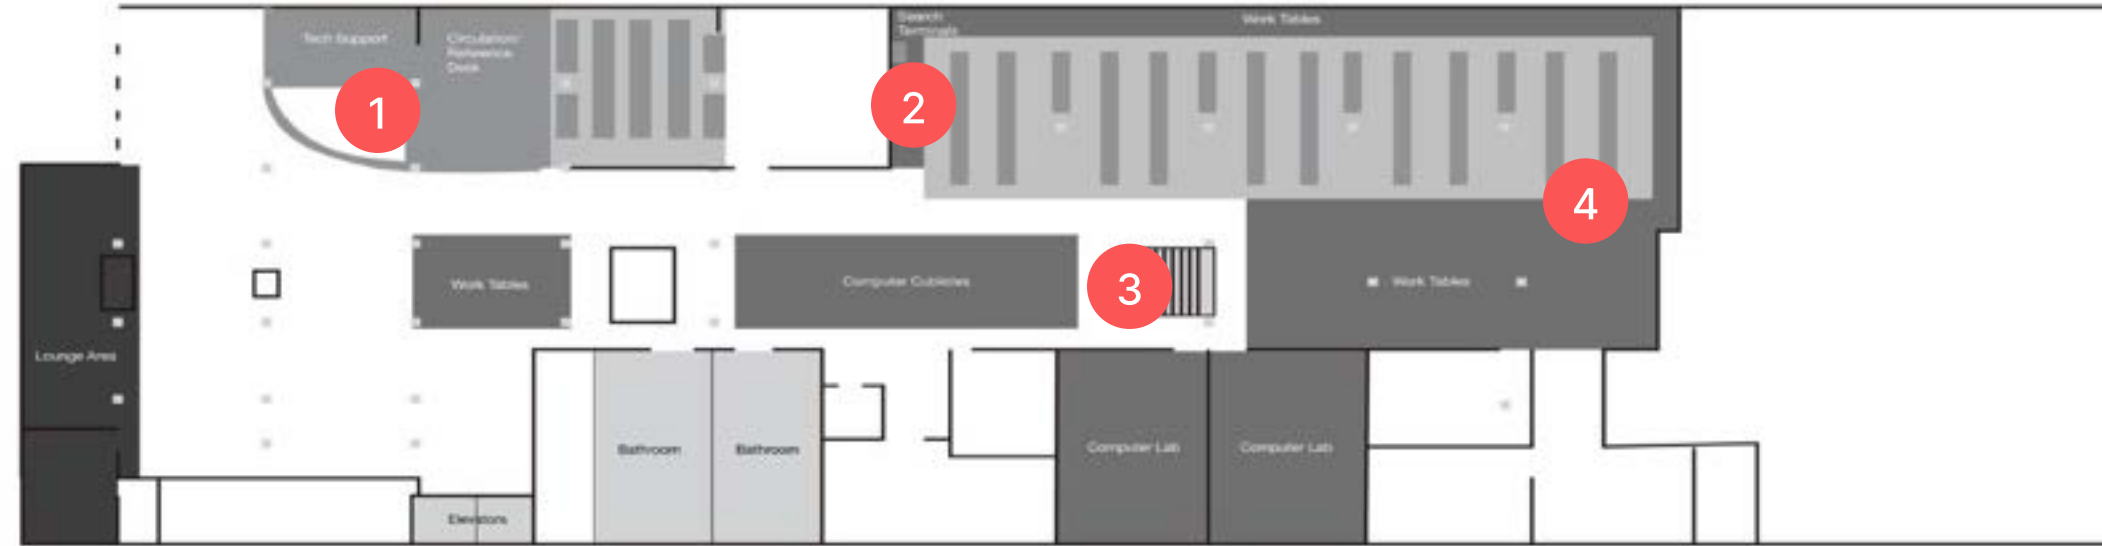 Tech Support
Circulation/
Reference
Desk
Search
Terminals
Work Tables
1
2
4
3
Work Tables
Computer Cubicles
Work Tables
Lounge Area
Bathroom
Bathroom
Computer Lab
Computer Lab
Elevators